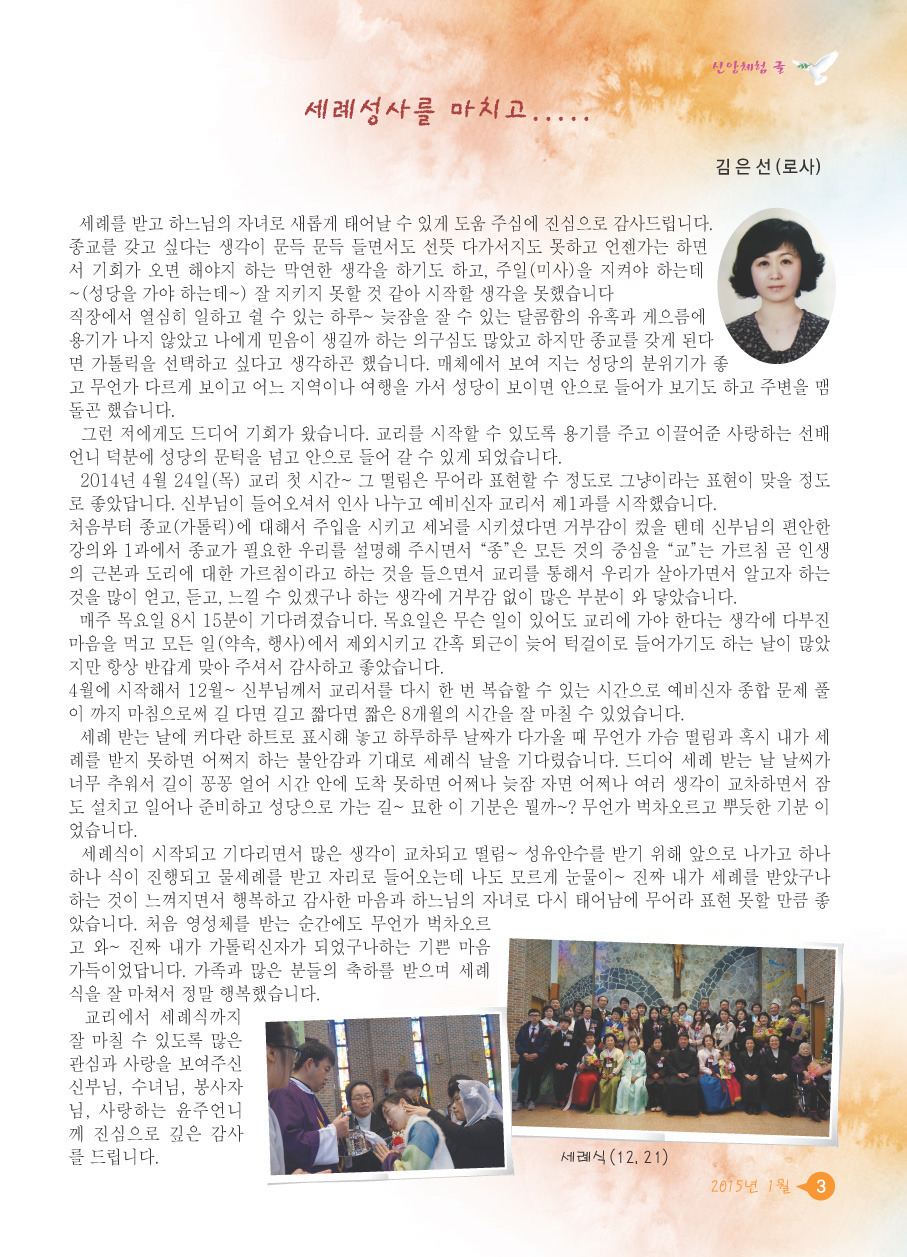 신앙체험 글
세례성사를 마치고.....
김 은 선 (로사)
세례를 받고 하느님의 자녀로 새롭게 태어날 수 있게 도움 주심에 진심으로 감사드립니다.
종교를 갖고 싶다는 생각이 문득 문득 들면서도 선뜻 다가서지도 못하고 언젠가는 하면
서 기회가 오면 해야지 하는 막연한 생각을 하기도 하고, 주일(미사)을 지켜야 하는데
~(성당을 가야 하는데~) 잘 지키지 못할 것 같아 시작할 생각을 못했습니다
직장에서 열심히 일하고 쉴 수 있는 하루~ 늦잠을 잘 수 있는 달콤함의 유혹과 게으름에
용기가 나지 않았고 나에게 믿음이 생길까 하는 의구심도 많았고 하지만 종교를 갖게 된다
면 가톨릭을 선택하고 싶다고 생각하곤 했습니다. 매체에서 보여 지는 성당의 분위기가 좋
고 무언가 다르게 보이고 어느 지역이나 여행을 가서 성당이 보이면 안으로 들어가 보기도 하고 주변을 맴
돌곤 했습니다.
그런 저에게도 드디어 기회가 왔습니다. 교리를 시작할 수 있도록 용기를 주고 이끌어준 사랑하는 선배
언니 덕분에 성당의 문턱을 넘고 안으로 들어 갈 수 있게 되었습니다.
2014년 4월 24일(목) 교리 첫 시간~ 그 떨림은 무어라 표현할 수 정도로 그냥이라는 표현이 맞을 정도
로 좋았답니다. 신부님이 들어오셔서 인사 나누고 예비신자 교리서 제1과를 시작했습니다.
처음부터 종교(가톨릭)에 대해서 주입을 시키고 세뇌를 시키셨다면 거부감이 컸을 텐데 신부님의 편안한
강의와 1과에서 종교가 필요한 우리를 설명해 주시면서 “종”은 모든 것의 중심을 “교”는 가르침 곧 인생
의 근본과 도리에 대한 가르침이라고 하는 것을 들으면서 교리를 통해서 우리가 살아가면서 알고자 하는
것을 많이 얻고, 듣고, 느낄 수 있겠구나 하는 생각에 거부감 없이 많은 부분이 와 닿았습니다.
매주 목요일 8시 15분이 기다려졌습니다. 목요일은 무슨 일이 있어도 교리에 가야 한다는 생각에 다부진
마음을 먹고 모든 일(약속, 행사)에서 제외시키고 간혹 퇴근이 늦어 턱걸이로 들어가기도 하는 날이 많았
지만 항상 반갑게 맞아 주셔서 감사하고 좋았습니다.
4월에 시작해서 12월~ 신부님께서 교리서를 다시 한 번 복습할 수 있는 시간으로 예비신자 종합 문제 풀
이 까지 마침으로써 길 다면 길고 짧다면 짧은 8개월의 시간을 잘 마칠 수 있었습니다.
세례 받는 날에 커다란 하트로 표시해 놓고 하루하루 날짜가 다가올 때 무언가 가슴 떨림과 혹시 내가 세
례를 받지 못하면 어쩌지 하는 불안감과 기대로 세례식 날을 기다렸습니다. 드디어 세례 받는 날 날씨가
너무 추워서 길이 꽁꽁 얼어 시간 안에 도착 못하면 어쩌나 늦잠 자면 어쩌나 여러 생각이 교차하면서 잠
도 설치고 일어나 준비하고 성당으로 가는 길~ 묘한 이 기분은 뭘까~? 무언가 벅차오르고 뿌듯한 기분 이
었습니다.
세례식이 시작되고 기다리면서 많은 생각이 교차되고 떨림~ 성유안수를 받기 위해 앞으로 나가고 하나
하나 식이 진행되고 물세례를 받고 자리로 들어오는데 나도 모르게 눈물이~ 진짜 내가 세례를 받았구나
하는 것이 느껴지면서 행복하고 감사한 마음과 하느님의 자녀로 다시 태어남에 무어라 표현 못할 만큼 좋
았습니다. 처음 영성체를 받는 순간에도 무언가 벅차오르
고 와~ 진짜 내가 가톨릭신자가 되었구나하는 기쁜 마음
가득이었답니다. 가족과 많은 분들의 축하를 받으며 세례
식을 잘 마쳐서 정말 행복했습니다.
교리에서 세례식까지
잘 마칠 수 있도록 많은
관심과 사랑을 보여주신
신부님, 수녀님, 봉사자
님, 사랑하는 윤주언니
께 진심으로 깊은 감사
를 드립니다.
세례식(12, 21)
2015년 1월 3